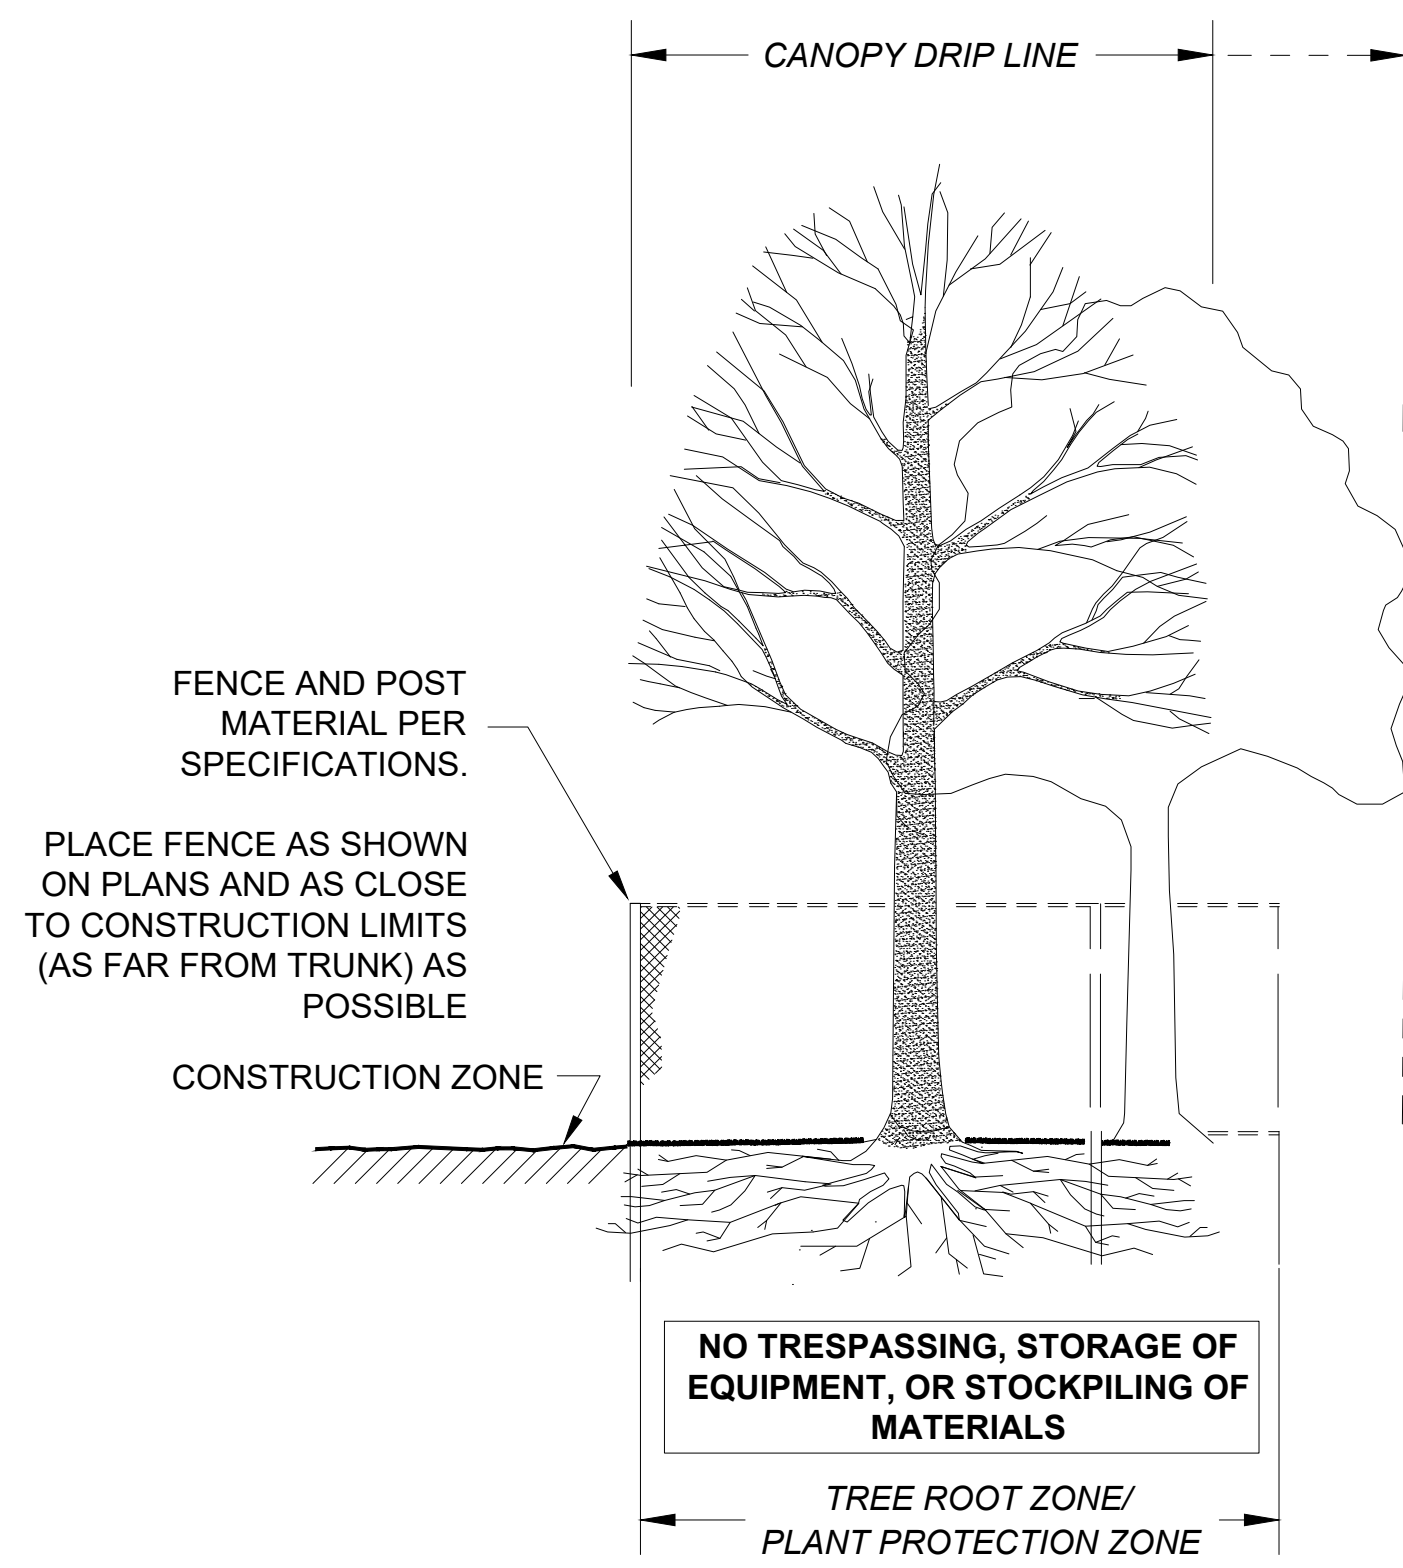 CANOPY DRIP LINE
FENCE AND POST
MATERIAL PER
SPECIFICATIONS.
PLACE FENCE AS SHOWN
ON PLANS AND AS CLOSE
TO CONSTRUCTION LIMITS
(AS FAR FROM TRUNK) AS
POSSIBLE
CONSTRUCTION ZONE
NO TRESPASSING, STORAGE OF
EQUIPMENT, OR STOCKPILING OF
MATERIALS
TREE ROOT ZONE/
PLANT PROTECTION ZONE